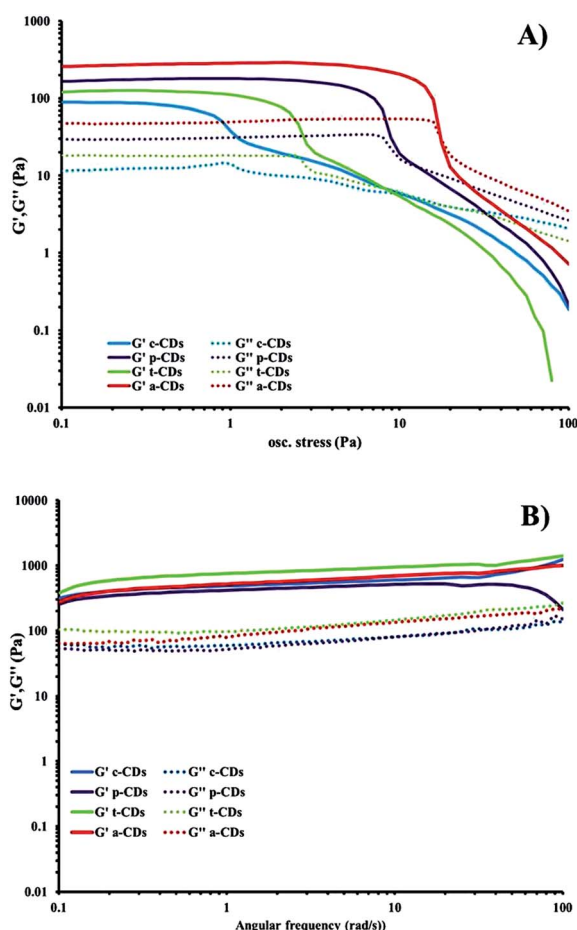 A)
1000
100
10
1
0.1
0.01
G',G'' (Pa)
G' c-CDs G'' c-CDs
G' p-CDs G'' p-CDs
G' t-CDs G'' t-CDs
G' a-CDs G'' a-CDs
0.1 1 10 100
osc. stress (Pa)
B)
10000
1000
100
10
1
0.1
0.01
G',G'' (Pa)
G' c-CDs G'' c-CDs
G' p-CDs G'' p-CDs
G' t-CDs G'' t-CDs
G' a-CDs G'' a-CDs
0.1 1 10 100
Angular frequency (rad/s))